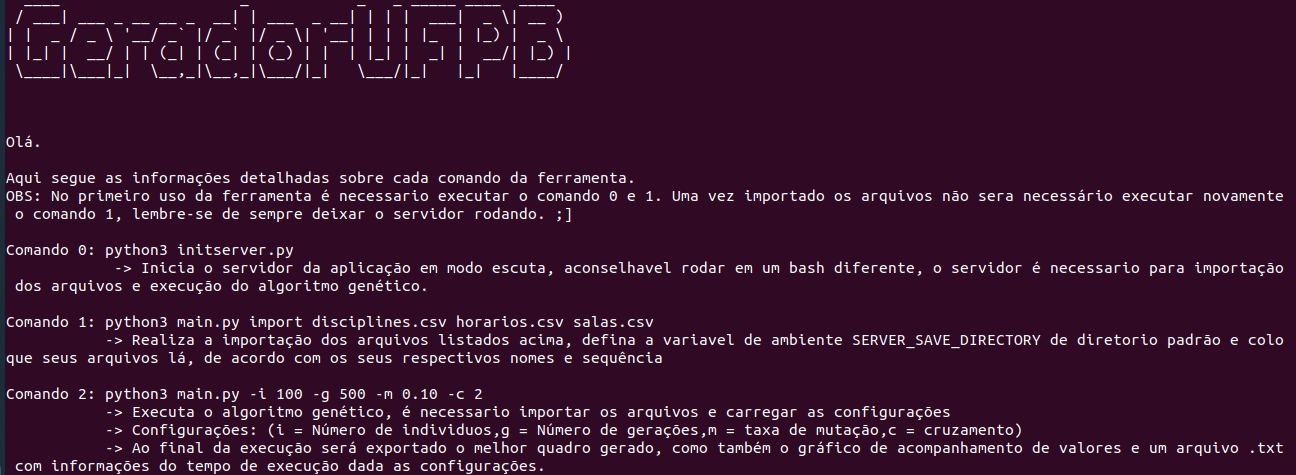 GeradorUFPB
Olá.
Aqui segue as informações detalhadas sobre cada comando da ferramenta.
OBS: No primeiro uso da ferramenta é necessario executar o comando 0 e 1. Uma vez importado os arquivos não sera necessário executar novamente
o comando 1, lembre-se de sempre deixar o servidor rodando. ;]
Comando 0: python3 initserver.py
-> Inicia o servidor da aplicação em modo escuta, aconselhavel rodar em um bash diferente, o servidor é necessario para importação
dos arquivos e execução do algoritmo genético.
Comando 1: python3 main.py import disciplines.csv horarios.csv salas.csv
-> Realiza a importação dos arquivos listados acima, defina a variavel de ambiente SERVER_SAVE_DIRECTORY de diretorio padrão e colo
que seus arquivos lá, de acordo com os seus respectivos nomes e sequência
Comando 2: python3 main.py -i 100 -g 500 -m 0.10 -c 2
-> Executa o algoritmo genético, é necessario importar os arquivos e carregar as configurações
-> Configurações: (i = Número de individuos,g = Número de gerações,m = taxa de mutação,c = cruzamento)
-> Ao final da execução será exportado o melhor quadro gerado, como também o gráfico de acompanhamento de valores e um arquivo .txt
com informações do tempo de execução dada as configurações.